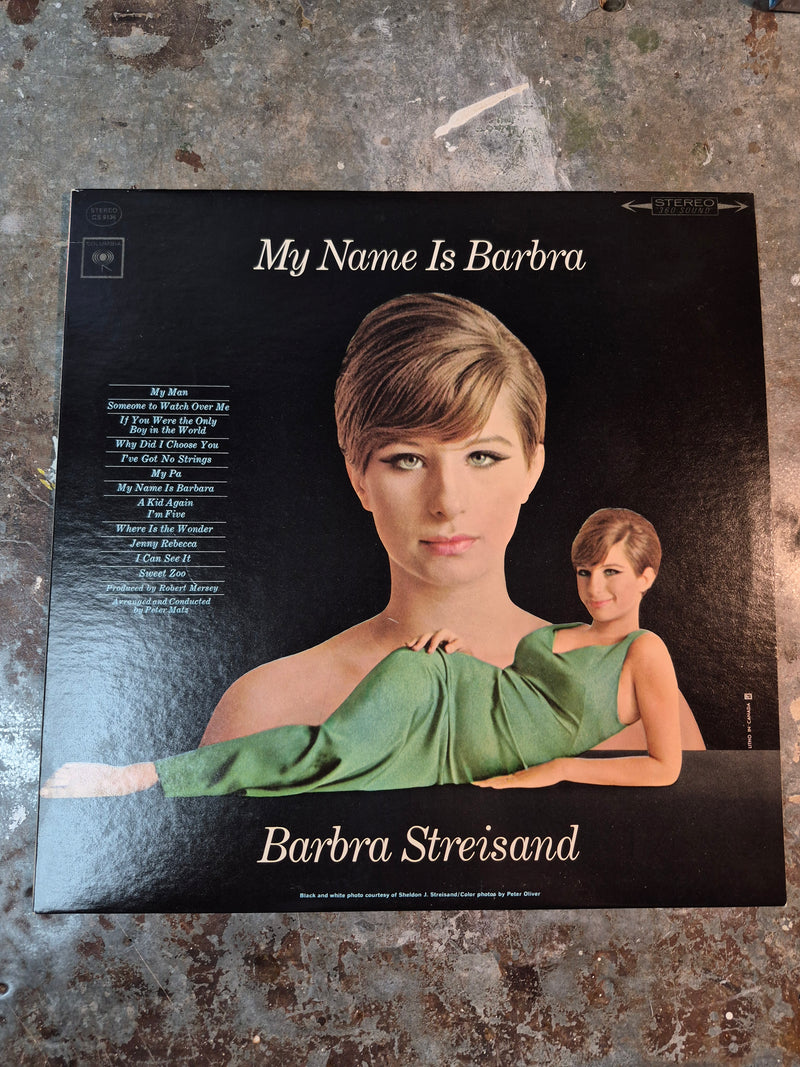 STEREO
CS 9136
COLUMBIA
STEREO
360 SOUND
My Name Is Barbra
My Man
Someone to Watch Over Me
If You Were the Only
Boy in the World
Why Did I Choose You
I've Got No Strings
My Pa
My Name Is Barbara
A Kid Again
I'm Five
Where Is the Wonder
Jenny Rebecca
I Can See It
Sweet Zoo
Produced by Robert Mersey
Arranged and Conducted
by Peter Matz
LITHO IN CANADA
Barbra Streisand
Black and white photo courtesy of Sheldon J. Streisand/Color photos by Peter Oliver